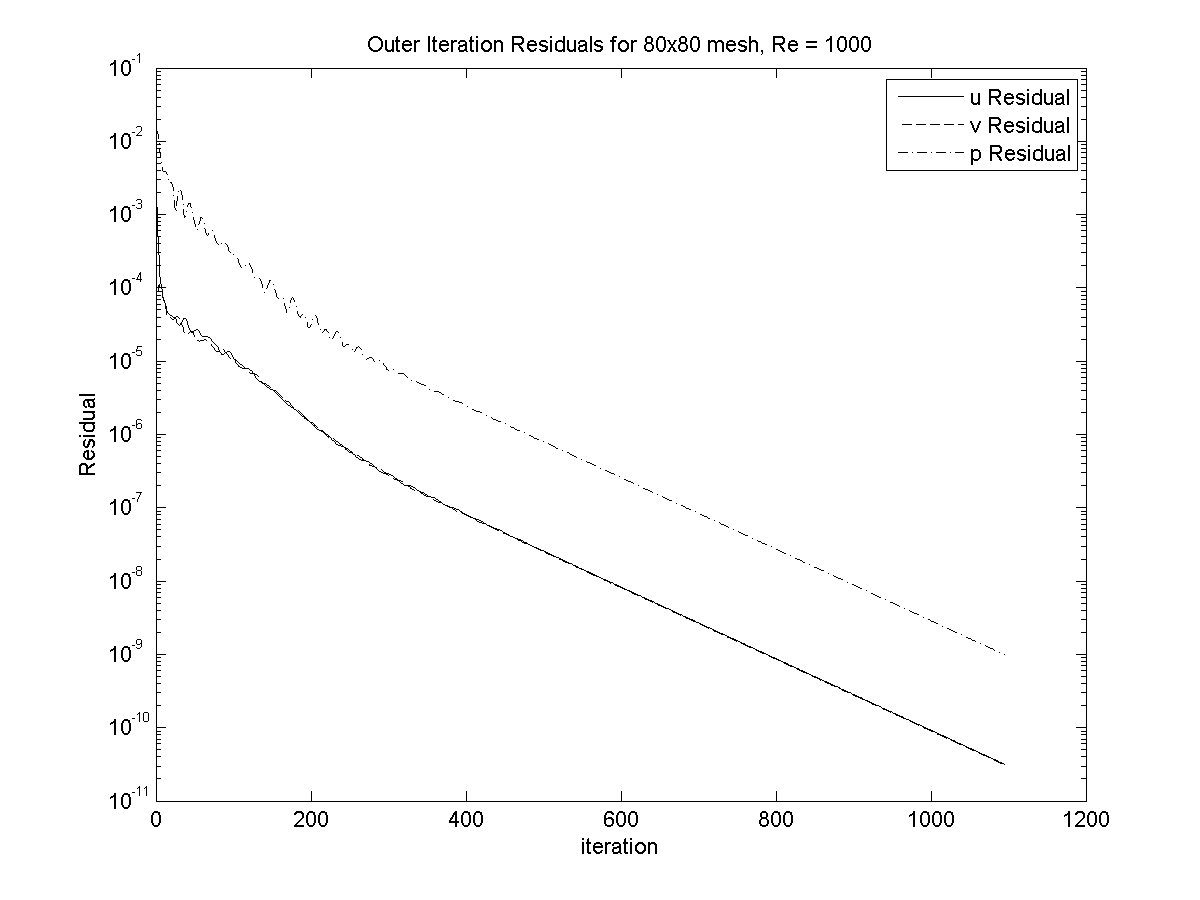 Outer Iteration Residuals for 80x80 mesh, Re = 1000
u Residual
v Residual
p Residual
Residual
10^-1
10^-2
10^-3
10^-4
10^-5
10^-6
10^-7
10^-8
10^-9
10^-10
10^-11
0 200 400 600 800 1000 1200
iteration